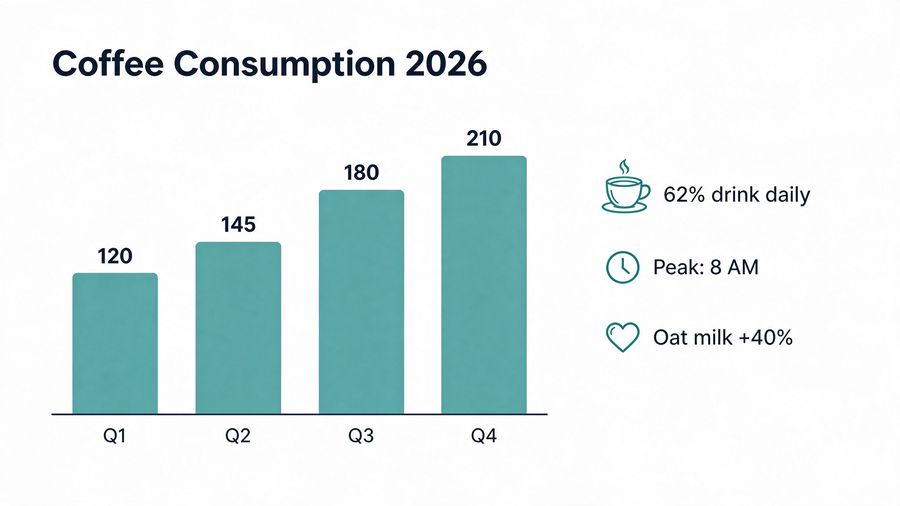 Coffee Consumption 2026
120
145
180
210
Q1
Q2
Q3
Q4
62% drink daily
Peak: 8 AM
Oat milk +40%